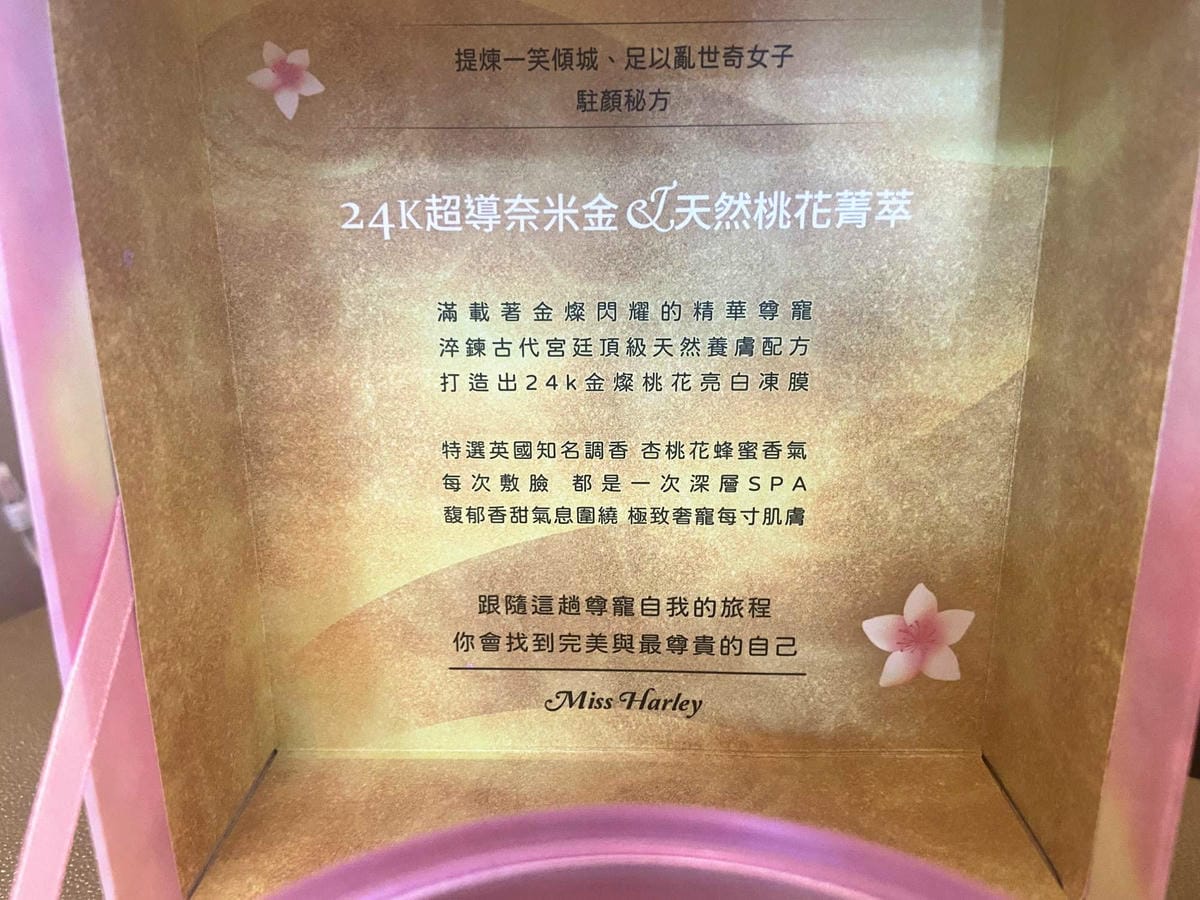 提煉一笑傾城、足以亂世奇女子
駐顏秘方
24K超導奈米金&天然桃花菁萃
滿載著金燦閃耀的精華尊寵
淬鍊古代宮廷頂級天然養膚配方
打造出24k金燦桃花亮白凍膜
特選英國知名調香 杏桃花蜂蜜香氣
每次敷臉 都是一次深層SPA
馥郁香甜氣息圍繞 極致奢寵每寸肌膚
跟隨這趟尊寵自我的旅程
你會找到完美與最尊貴的自己
Miss Harley